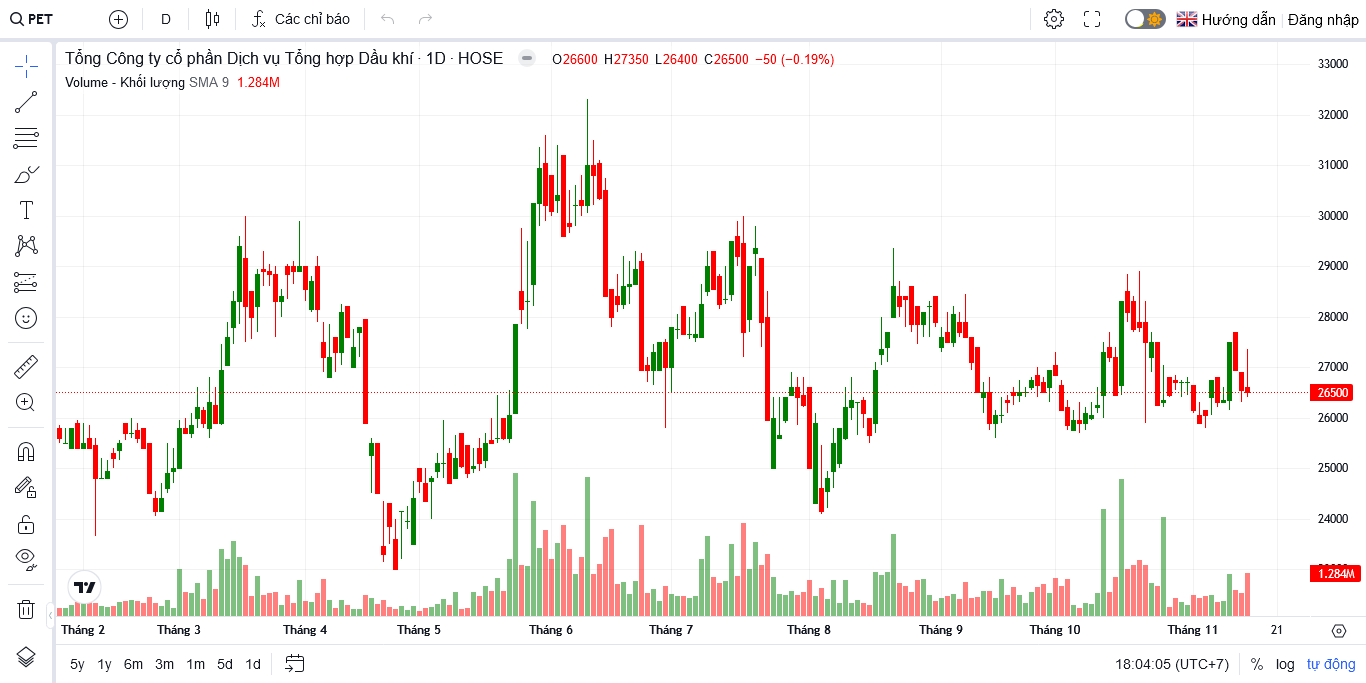 PET D Các chỉ báo Hướng dẫn Đăng nhập
Tổng Công ty cổ phần Dịch vụ Tổng hợp Dầu khí · 1D · HOSE O26600 H27350 L26400 C26500 −50 (−0.19%)
Volume - Khối lượng SMA 9 1.284M
33000
32000
31000
30000
29000
28000
27000
26500
26000
25000
24000
1.284M
Tháng 2 Tháng 3 Tháng 4 Tháng 5 Tháng 6 Tháng 7 Tháng 8 Tháng 9 Tháng 10 Tháng 11 21
5y 1y 6m 3m 1m 5d 1d 18:04:05 (UTC+7) % log tự động